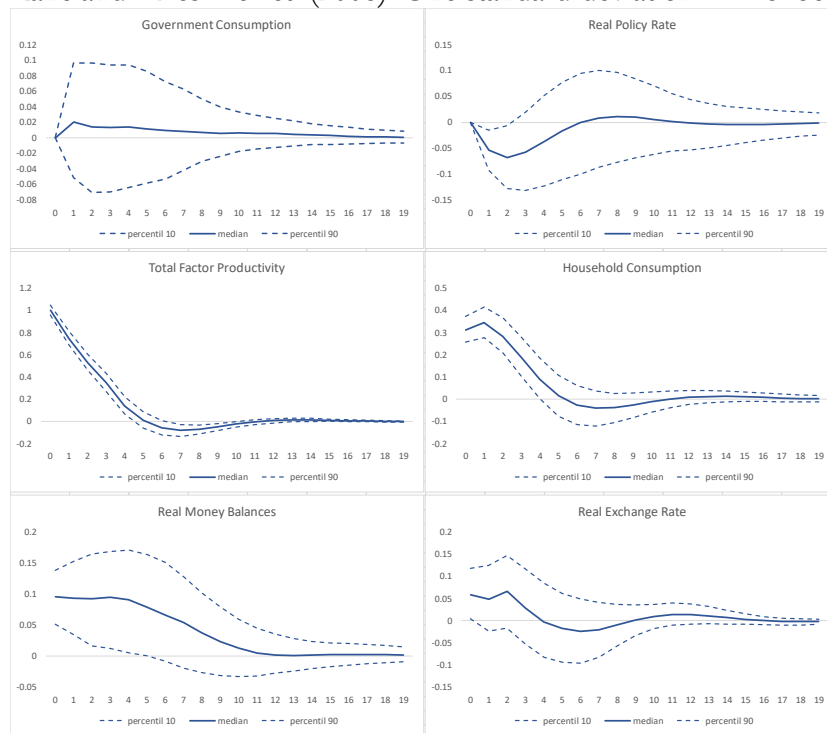 Government Consumption
0.12
0.1
0.08
0.06
0.04
0.02
0
-0.02
-0.04
-0.06
-0.08
0 1 2 3 4 5 6 7 8 9 10 11 12 13 14 15 16 17 18 19
percentil 10 median percentil 90
Real Policy Rate
0.15
0.1
0.05
0
-0.05
-0.1
-0.15
0 1 2 3 4 5 6 7 8 9 10 11 12 13 14 15 16 17 18 19
percentil 10 median percentil 90
Total Factor Productivity
1.2
1
0.8
0.6
0.4
0.2
0
-0.2
0 1 2 3 4 5 6 7 8 9 10 11 12 13 14 15 16 17 18 19
percentil 10 median percentil 90
Household Consumption
0.5
0.4
0.3
0.2
0.1
0
-0.1
-0.2
0 1 2 3 4 5 6 7 8 9 10 11 12 13 14 15 16 17 18 19
percentil 10 median percentil 90
Real Money Balances
0.2
0.15
0.1
0.05
0
-0.05
0 1 2 3 4 5 6 7 8 9 10 11 12 13 14 15 16 17 18 19
percentil 10 median percentil 90
Real Exchange Rate
0.2
0.15
0.1
0.05
0
-0.05
-0.1
-0.15
0 1 2 3 4 5 6 7 8 9 10 11 12 13 14 15 16 17 18 19
percentil 10 median percentil 90